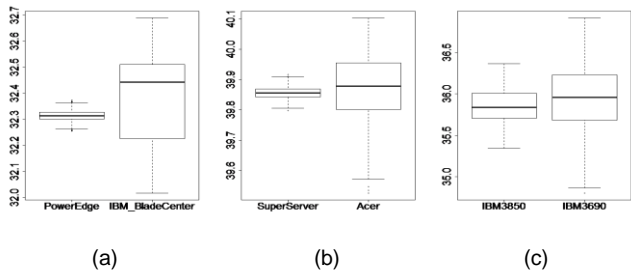 32.0 32.1 32.2 32.3 32.4 32.5 32.6 32.7
PowerEdge IBM_BladeCenter
(a)
39.6 39.7 39.8 39.9 40.0 40.1
SuperServer Acer
(b)
35.0 35.5 36.0 36.5
IBM3850 IBM3690
(c)